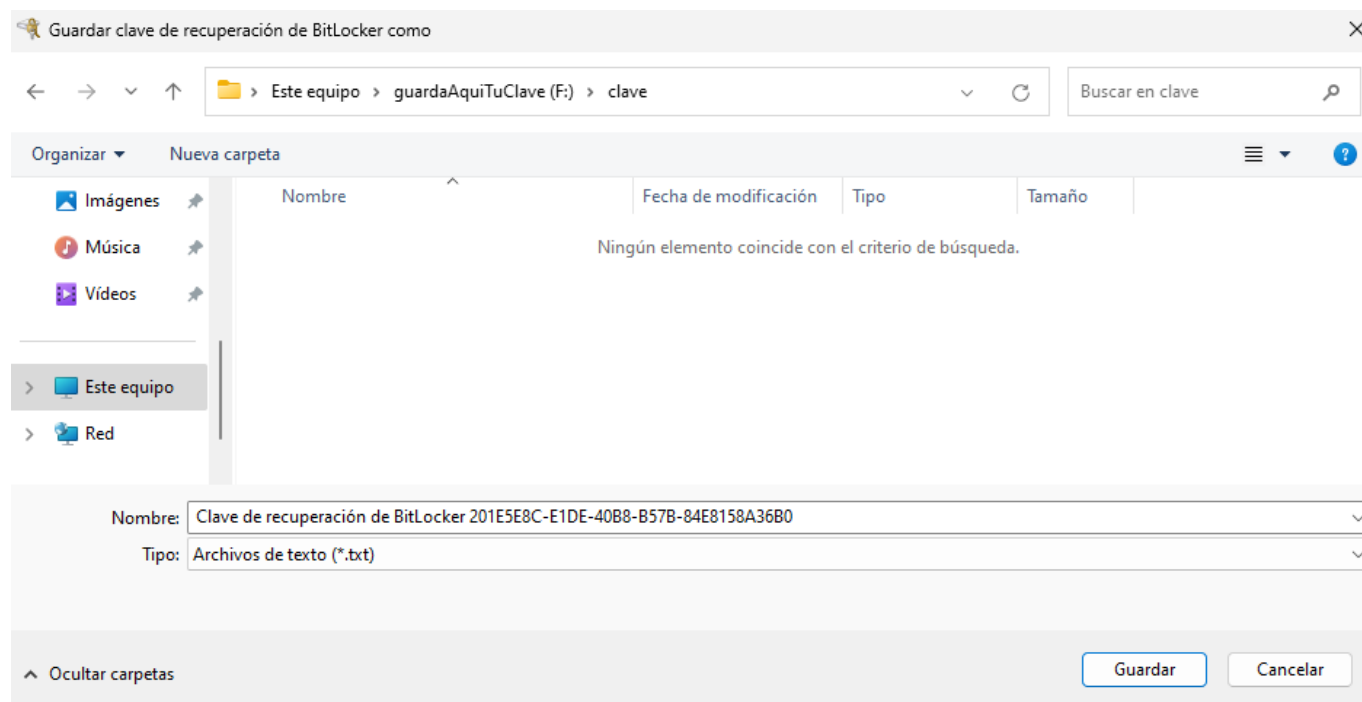 Guardar clave de recuperación de BitLocker como
Este equipo > guardaAquiTuClave (F:) > clave
Buscar en clave
Organizar
Nueva carpeta
Nombre
Fecha de modificación
Tipo
Tamaño
Imágenes
Ningún elemento coincide con el criterio de búsqueda.
Música
Vídeos
Este equipo
Red
Nombre: Clave de recuperación de BitLocker 201E5E8C-E1DE-40B8-B57B-84E8158A36B0
Tipo: Archivos de texto (*.txt)
Ocultar carpetas
Guardar
Cancelar